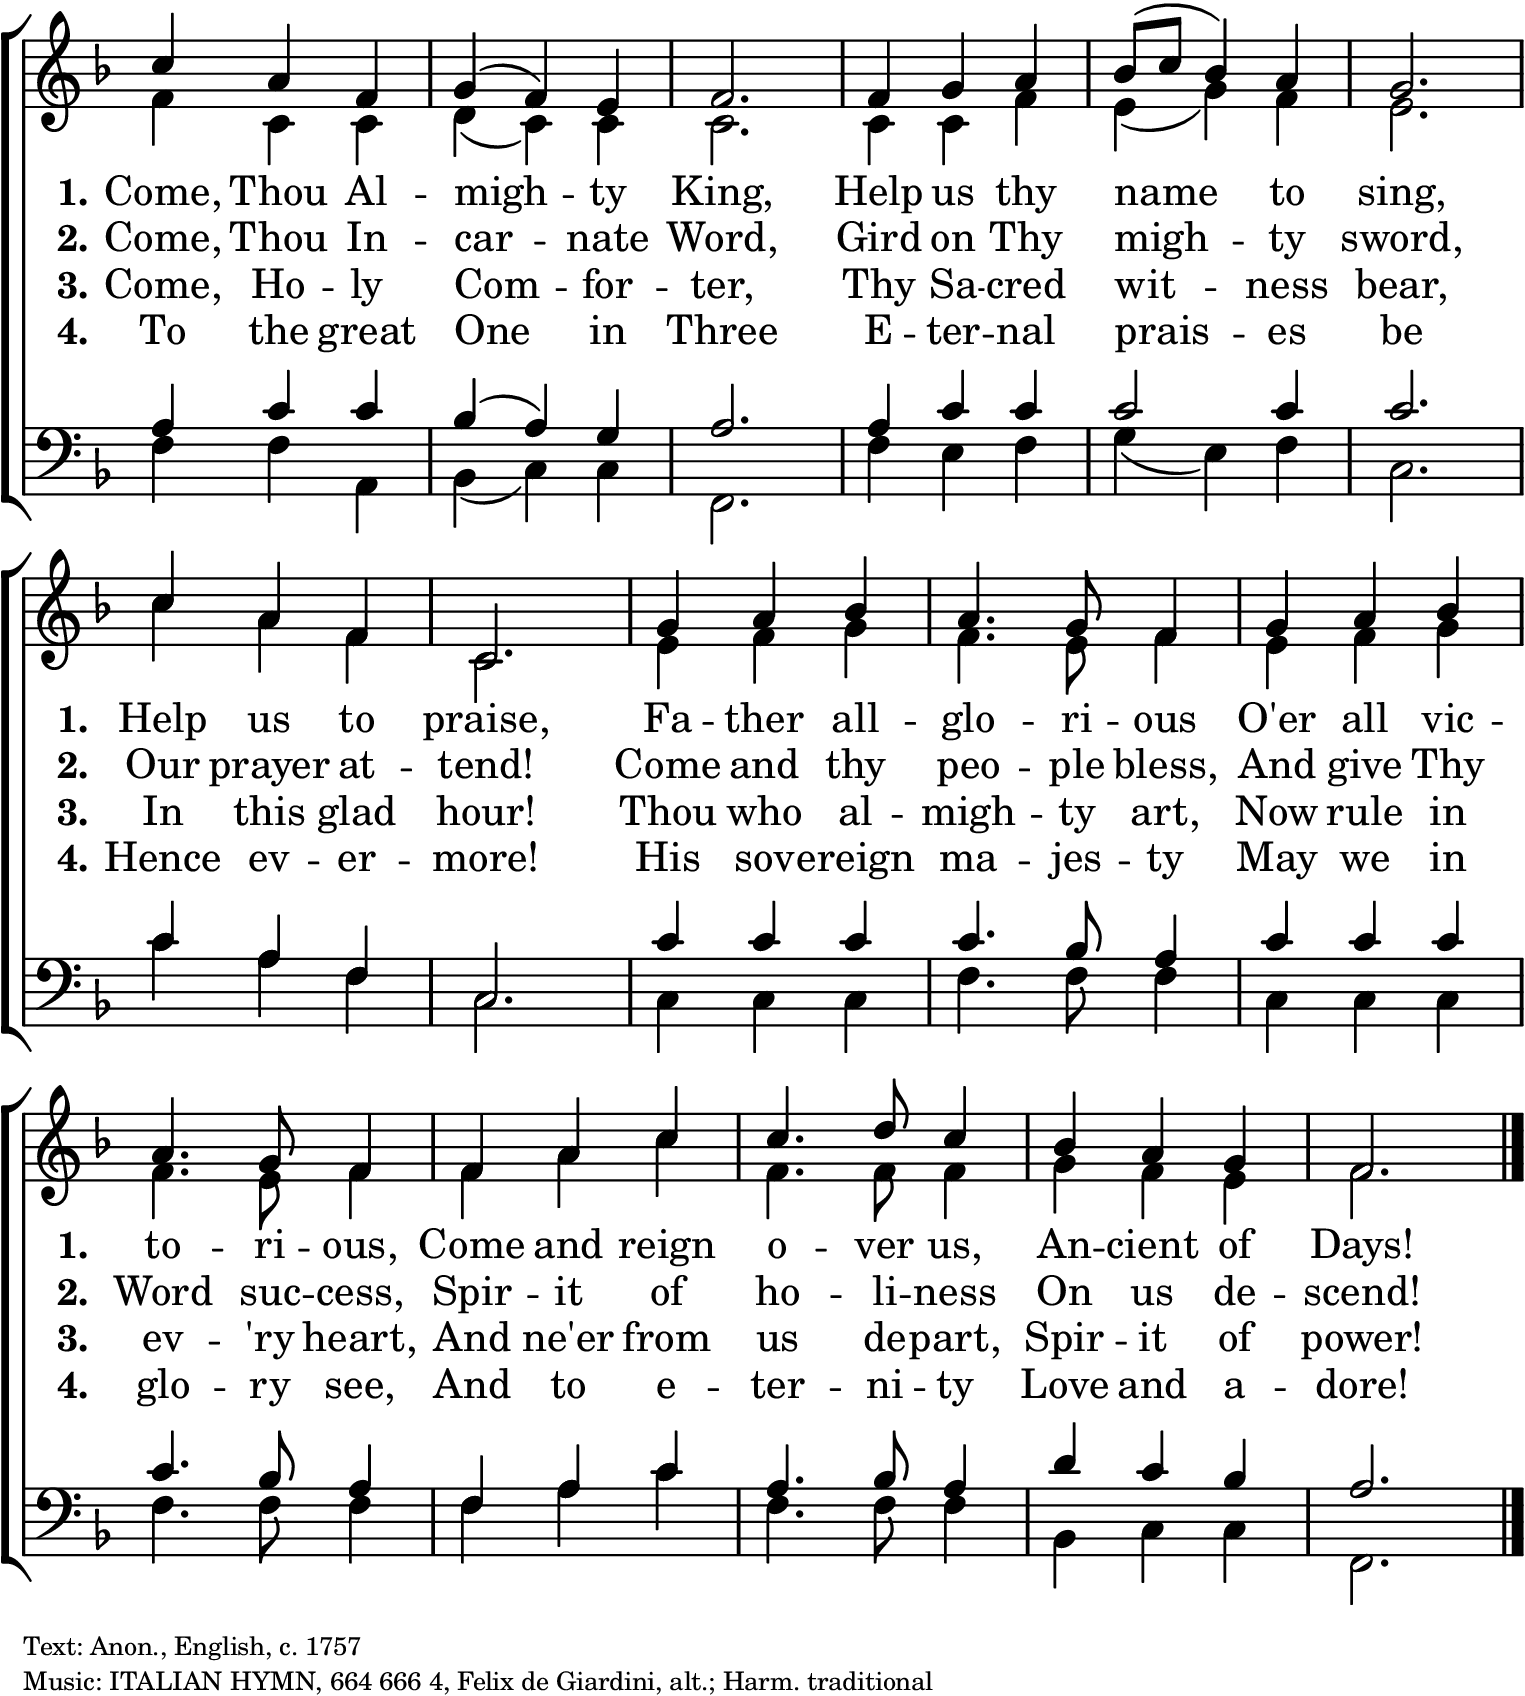 1. Come, Thou Al -- migh -- ty King, Help us thy name to sing,
2. Come, Thou In -- car -- nate Word, Gird on Thy migh -- ty sword,
3. Come, Ho -- ly Com -- for -- ter, Thy Sa -- cred wit -- ness bear,
4. To the great One in Three E -- ter -- nal prais -- es be
1. Help us to praise, Fa -- ther all -- glo -- ri -- ous O'er all vic --
2. Our prayer at -- tend! Come and thy peo -- ple bless, And give Thy
3. In this glad hour! Thou who al -- migh -- ty art, Now rule in
4. Hence ev -- er -- more! His sovereign ma -- jes -- ty May we in
1. to -- ri -- ous, Come and reign o -- ver us, An -- cient of Days!
2. Word suc -- cess, Spir -- it of ho -- li -- ness On us de -- scend!
3. ev -- 'ry heart, And ne'er from us depart, Spir -- it of power!
4. glo -- ry see, And to e -- ter -- ni -- ty Love and a -- dore!
Text: Anon., English, c. 1757
Music: ITALIAN HYMN, 664 666 4, Felix de Giardini, alt.; Harm. traditional